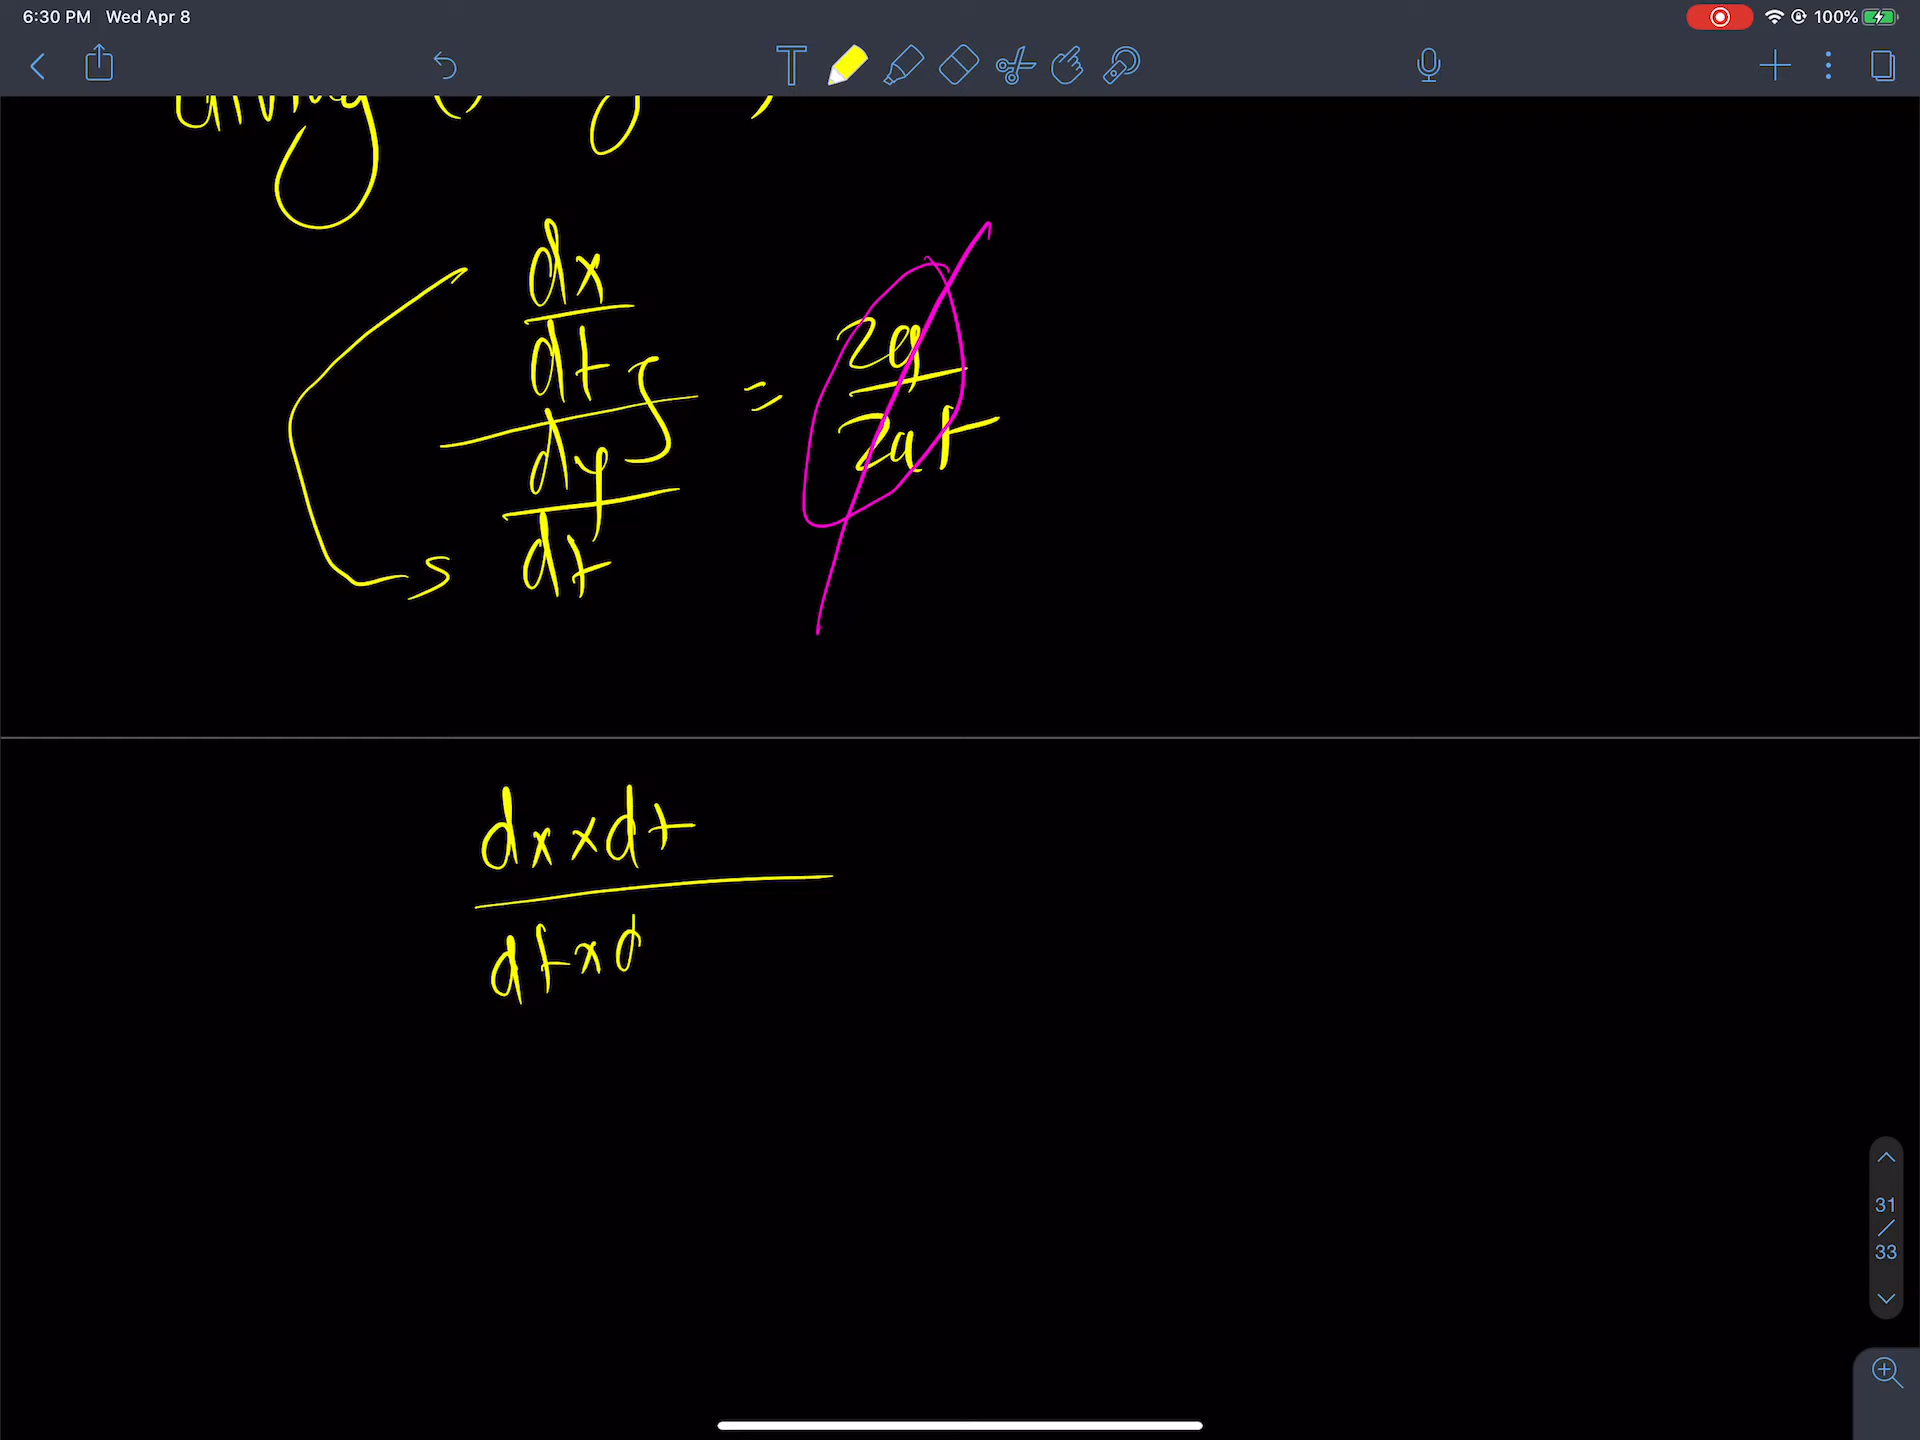 6:30 PM Wed Apr 8
100%
T
dx
dt
dy
dt
=
2a
2at
dx x dt
dt x d
31
/
33